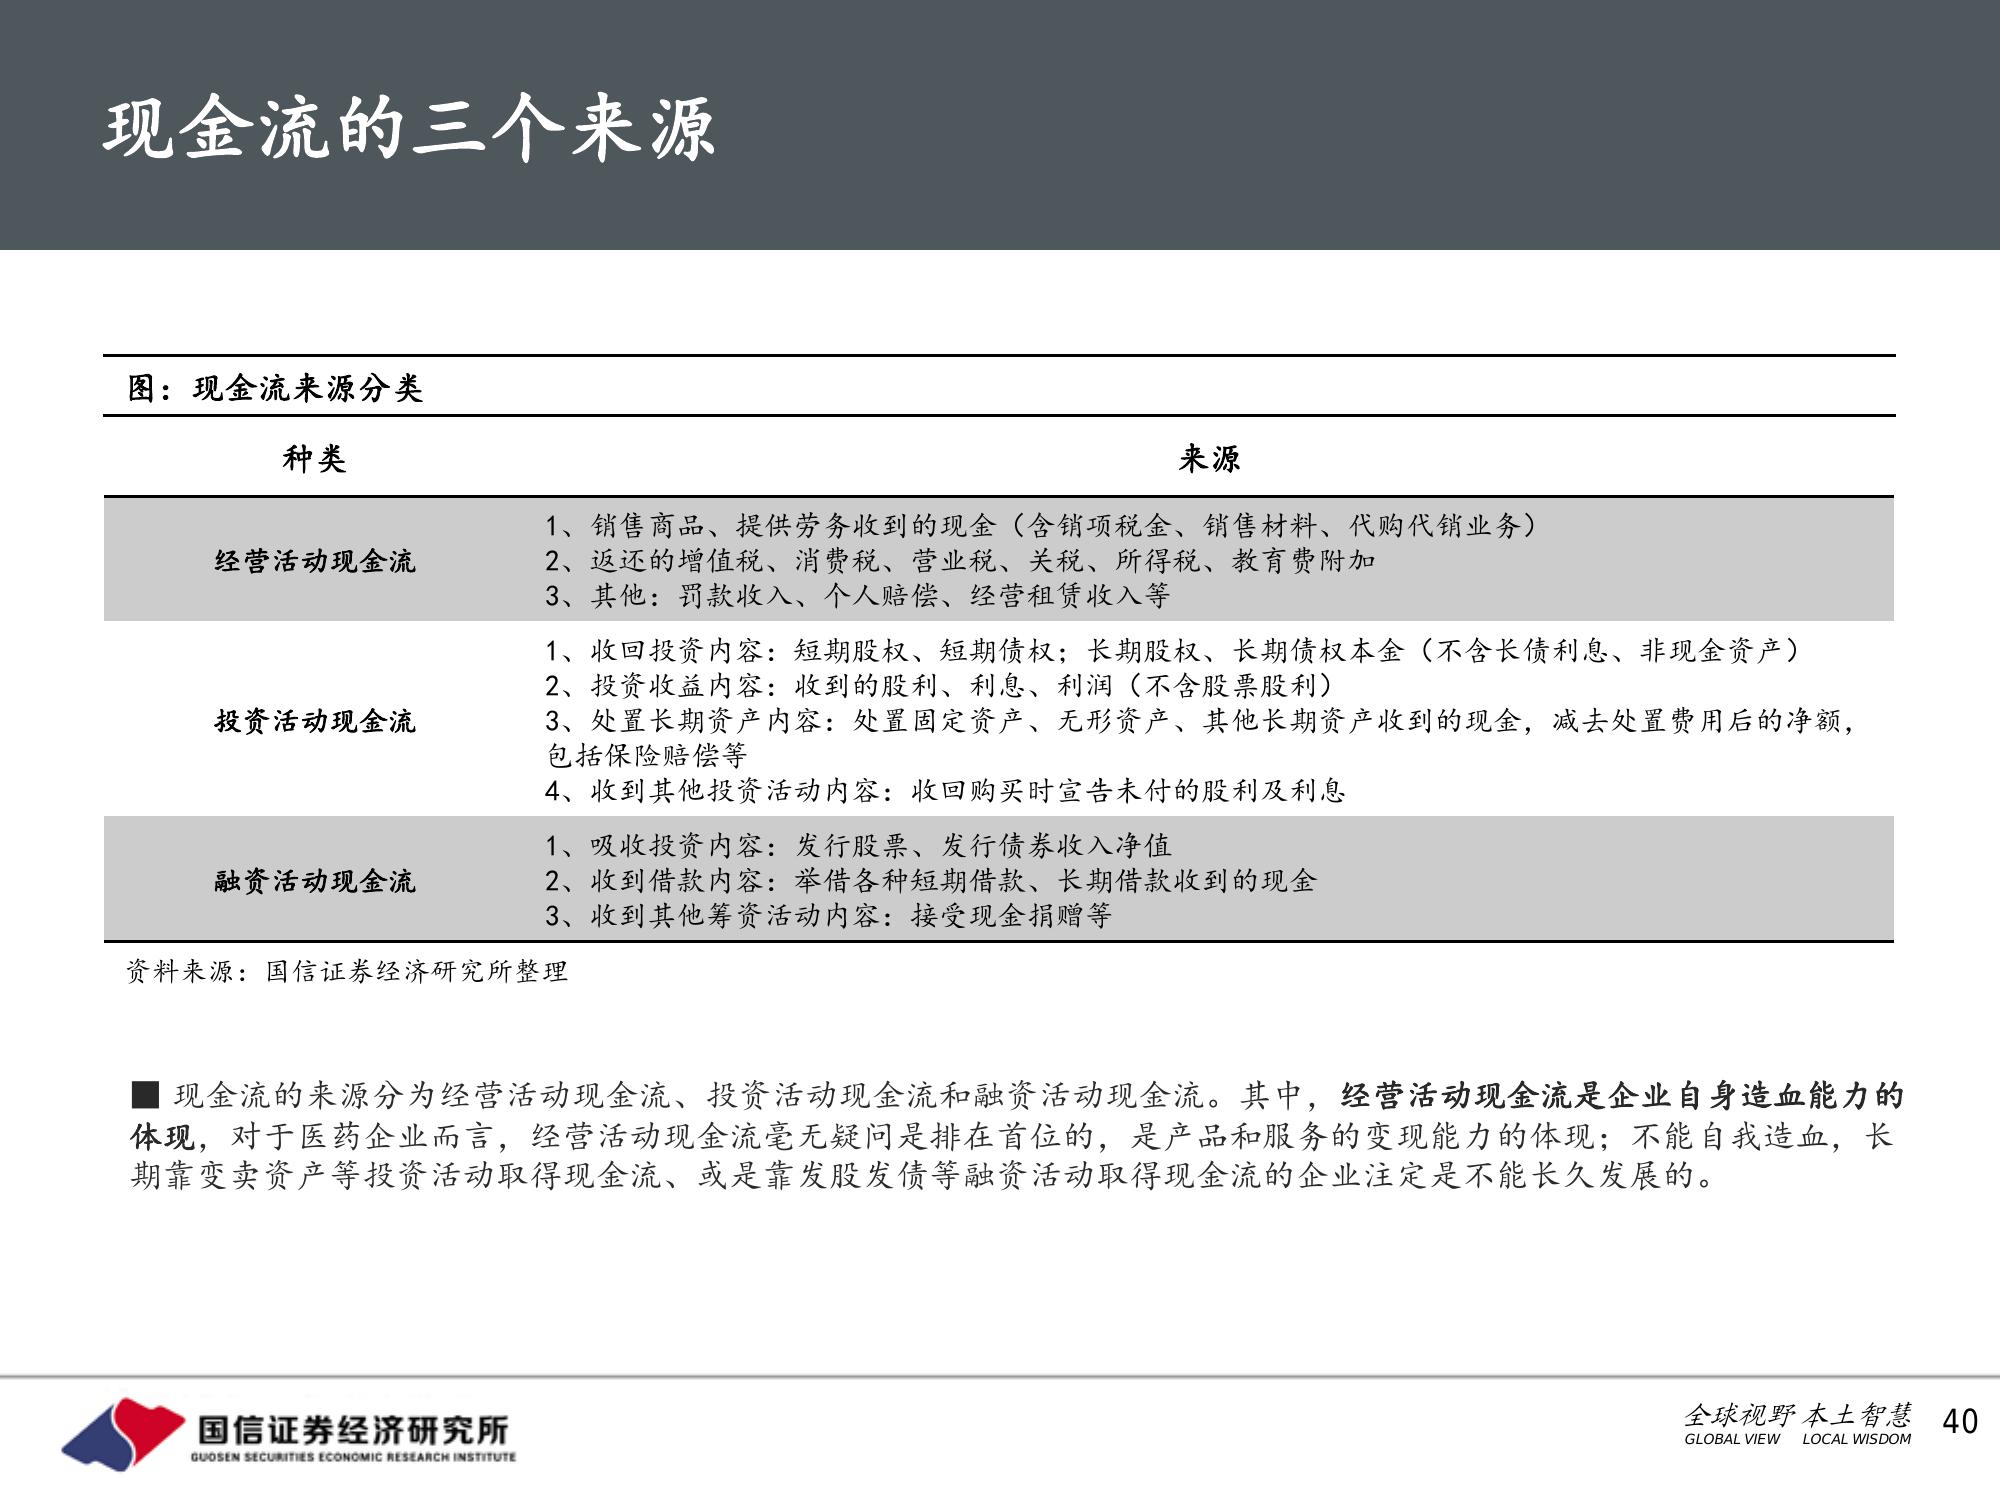 现金流的三个来源
图：现金流来源分类
种类 来源
经营活动现金流
1、销售商品、提供劳务收到的现金（含销项税金、销售材料、代购代销业务）
2、返还的增值税、消费税、营业税、关税、所得税、教育费附加
3、其他：罚款收入、个人赔偿、经营租赁收入等
投资活动现金流
1、收回投资内容：短期股权、短期债权；长期股权、长期债权本金（不含长债利息、非现金资产）
2、投资收益内容：收到的股利、利息、利润（不含股票股利）
3、处置长期资产内容：处置固定资产、无形资产、其他长期资产收到的现金，减去处置费用后的净额，
包括保险赔偿等
4、收到其他投资活动内容：收回购买时宣告未付的股利及利息
融资活动现金流
1、吸收投资内容：发行股票、发行债券收入净值
2、收到借款内容：举借各种短期借款、长期借款收到的现金
3、收到其他筹资活动内容：接受现金捐赠等
资料来源：国信证券经济研究所整理
■ 现金流的来源分为经营活动现金流、投资活动现金流和融资活动现金流。其中，经营活动现金流是企业自身造血能力的
体现，对于医药企业而言，经营活动现金流毫无疑问是排在首位的，是产品和服务的变现能力的体现；不能自我造血，长
期靠变卖资产等投资活动取得现金流、或是靠发股发债等融资活动取得现金流的企业注定是不能长久发展的。
国信证券经济研究所
GUOSEN SECURITIES ECONOMIC RESEARCH INSTITUTE
全球视野 本土智慧
GLOBAL VIEW LOCAL WISDOM
40